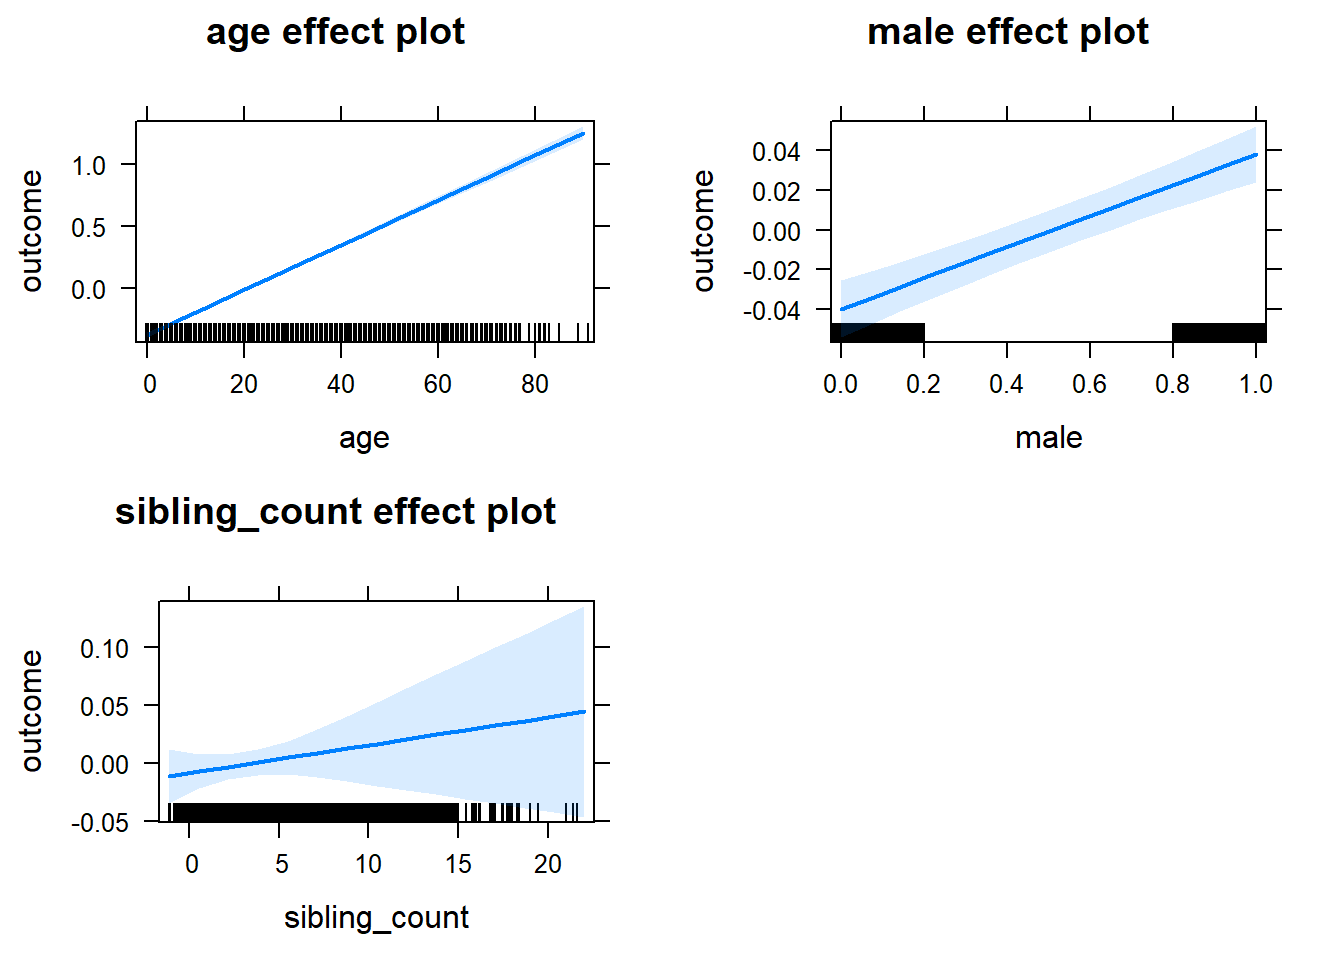 age effect plot
outcome
1.0
0.5
0.0
0 20 40 60 80
age
male effect plot
outcome
0.04
0.02
0.00
-0.02
-0.04
0.0 0.2 0.4 0.6 0.8 1.0
male
sibling_count effect plot
outcome
0.10
0.05
0.00
-0.05
0 5 10 15 20
sibling_count